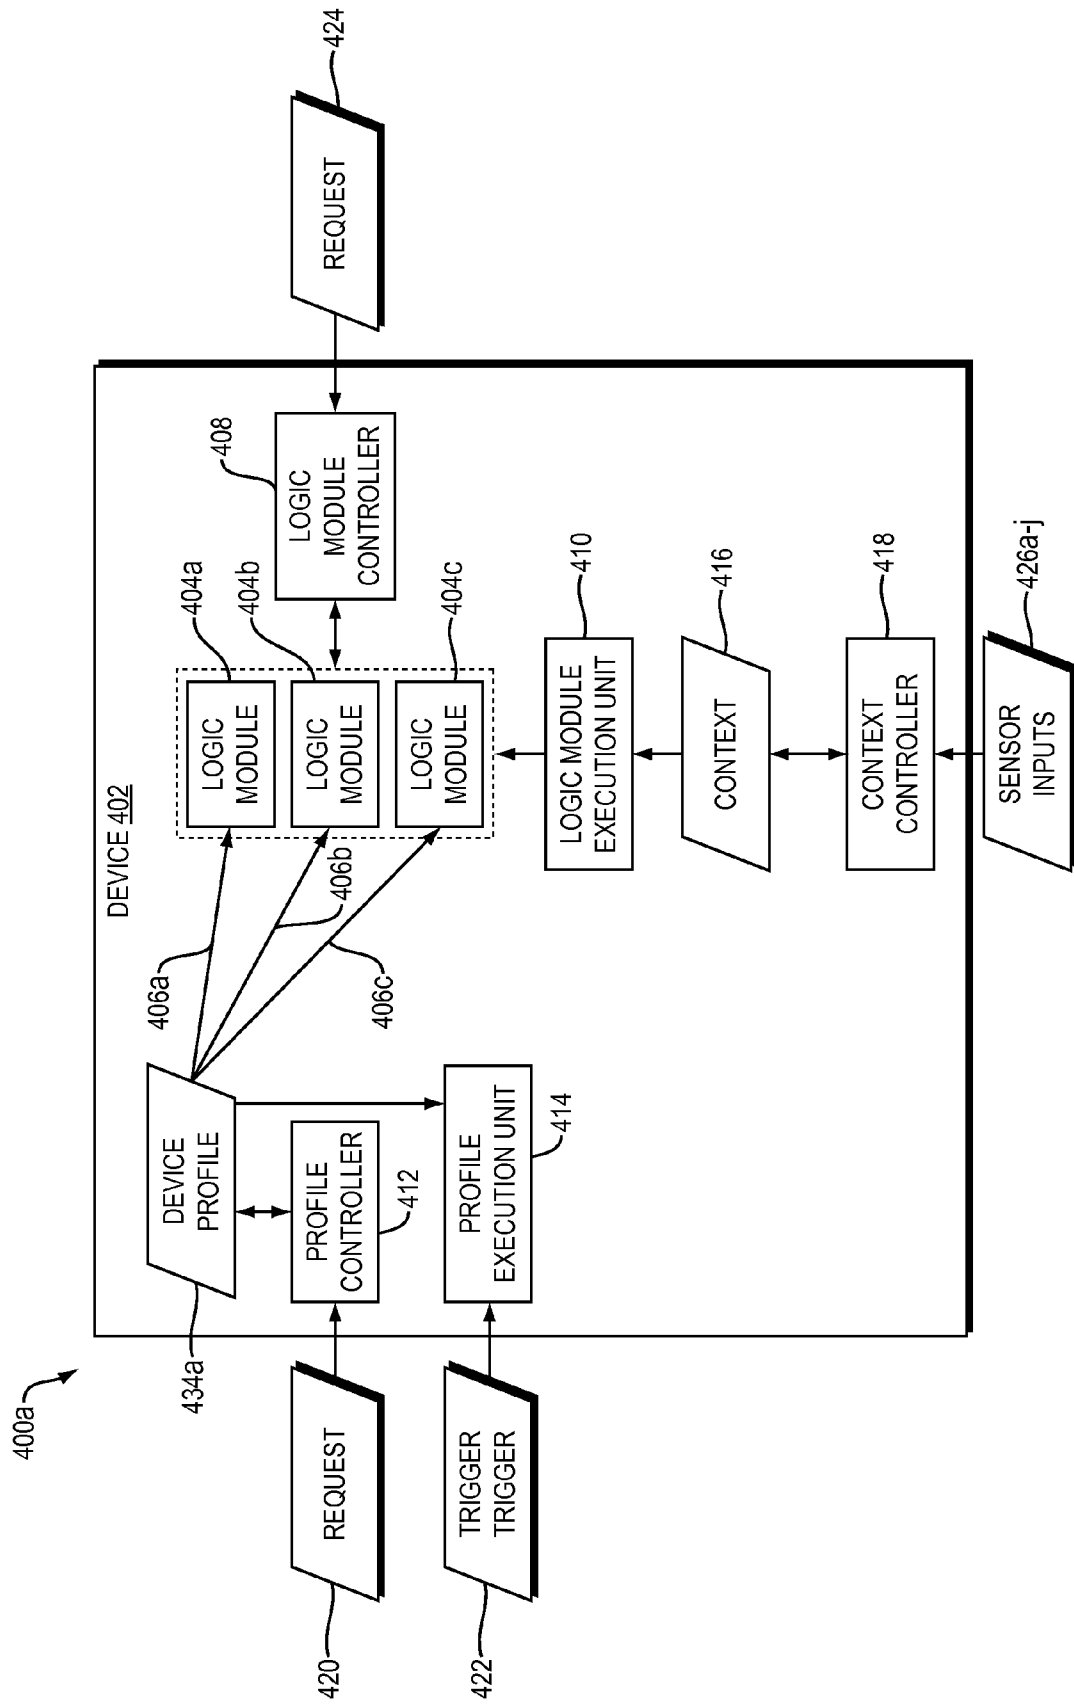 400a
DEVICE 402
434a
DEVICE
PROFILE
406a
406b
406c
LOGIC
MODULE
404a
LOGIC
MODULE
404b
LOGIC
MODULE
404c
LOGIC
MODULE
CONTROLLER
408
REQUEST
424
REQUEST
420
PROFILE
CONTROLLER
412
TRIGGER
TRIGGER
422
PROFILE
EXECUTION UNIT
414
LOGIC MODULE
EXECUTION UNIT
410
CONTEXT
416
CONTEXT
CONTROLLER
418
SENSOR
INPUTS
426a-j